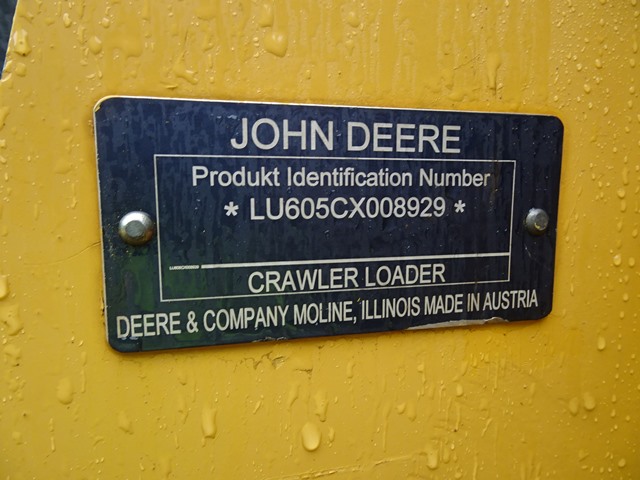 JOHN DEERE
Produkt Identification Number
* LU605CX008929 *
CRAWLER LOADER
DEERE & COMPANY MOLINE, ILLINOIS MADE IN AUSTRIA